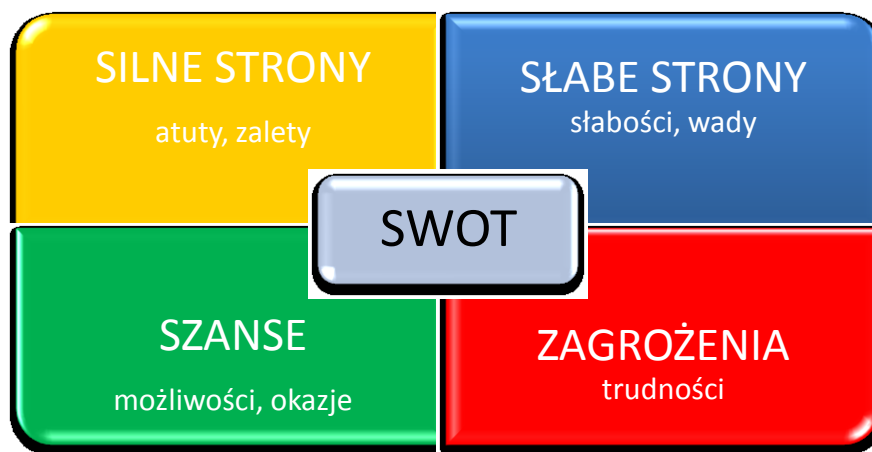 SILNE STRONY
atuty, zalety
SŁABE STRONY
słabości, wady
SWOT
SZANSE
możliwości, okazje
ZAGROŻENIA
trudności